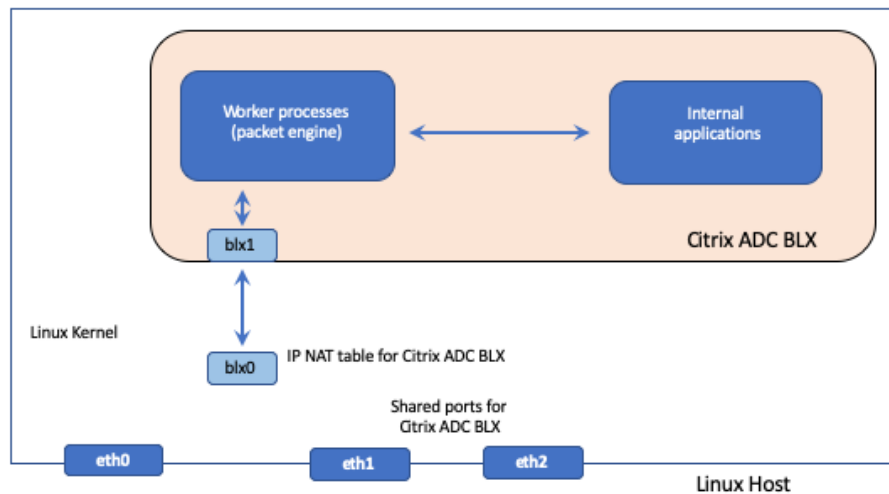 Worker processes
(packet engine)
Internal
applications
blx1
Citrix ADC BLX
Linux Kernel
blx0
IP NAT table for Citrix ADC BLX
Shared ports for
Citrix ADC BLX
eth0
eth1
eth2
Linux Host